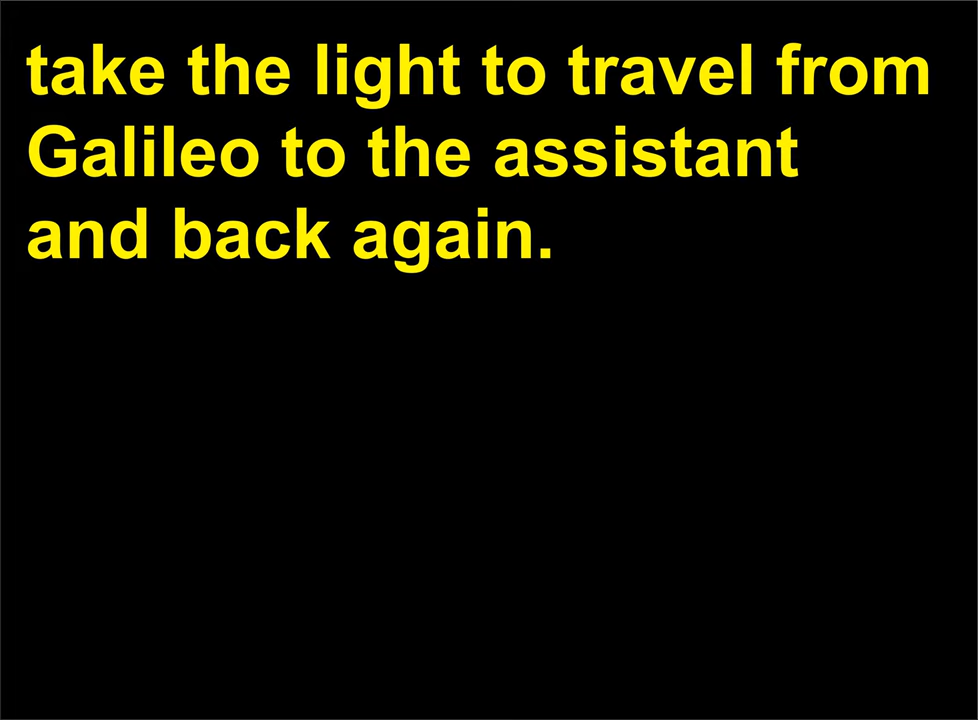 take the light to travel from
Galileo to the assistant
and back again.